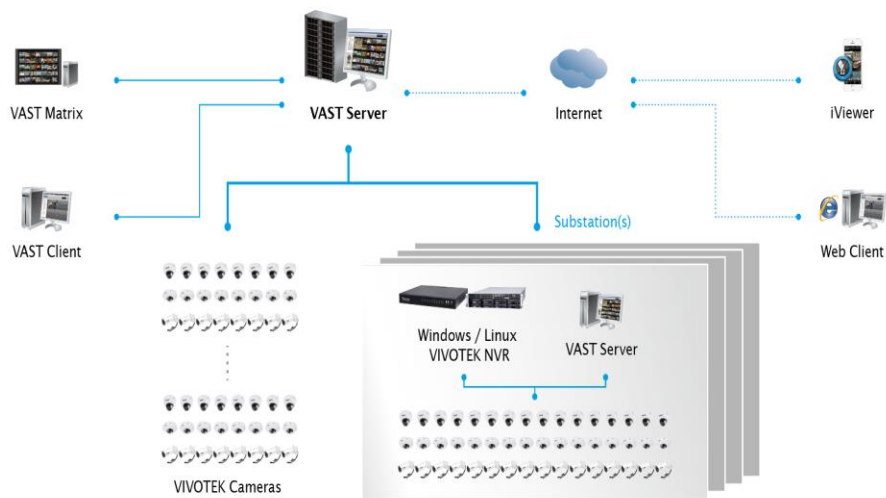 VAST Matrix
VAST Server
Internet
iViewer
VAST Client
Substation(s)
Web Client
Windows / Linux
VIVOTEK NVR
VAST Server
VIVOTEK Cameras